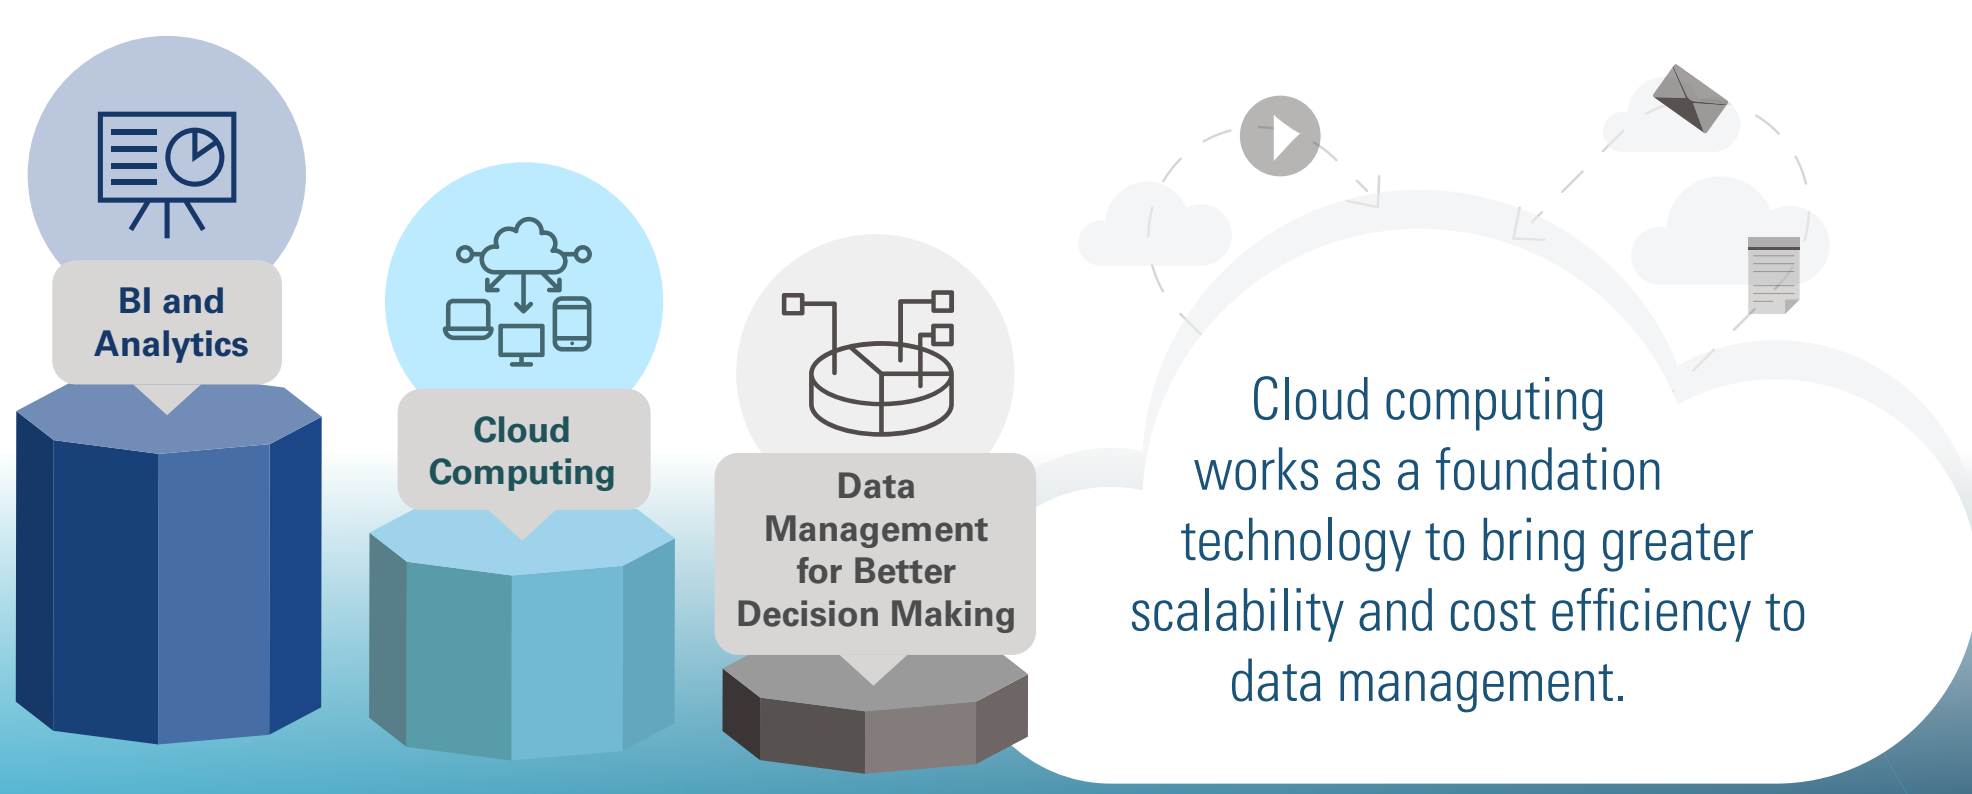 BI and
Analytics
Cloud
Computing
Data
Management
for Better
Decision Making
Cloud computing
works as a foundation
technology to bring greater
scalability and cost efficiency to
data management.